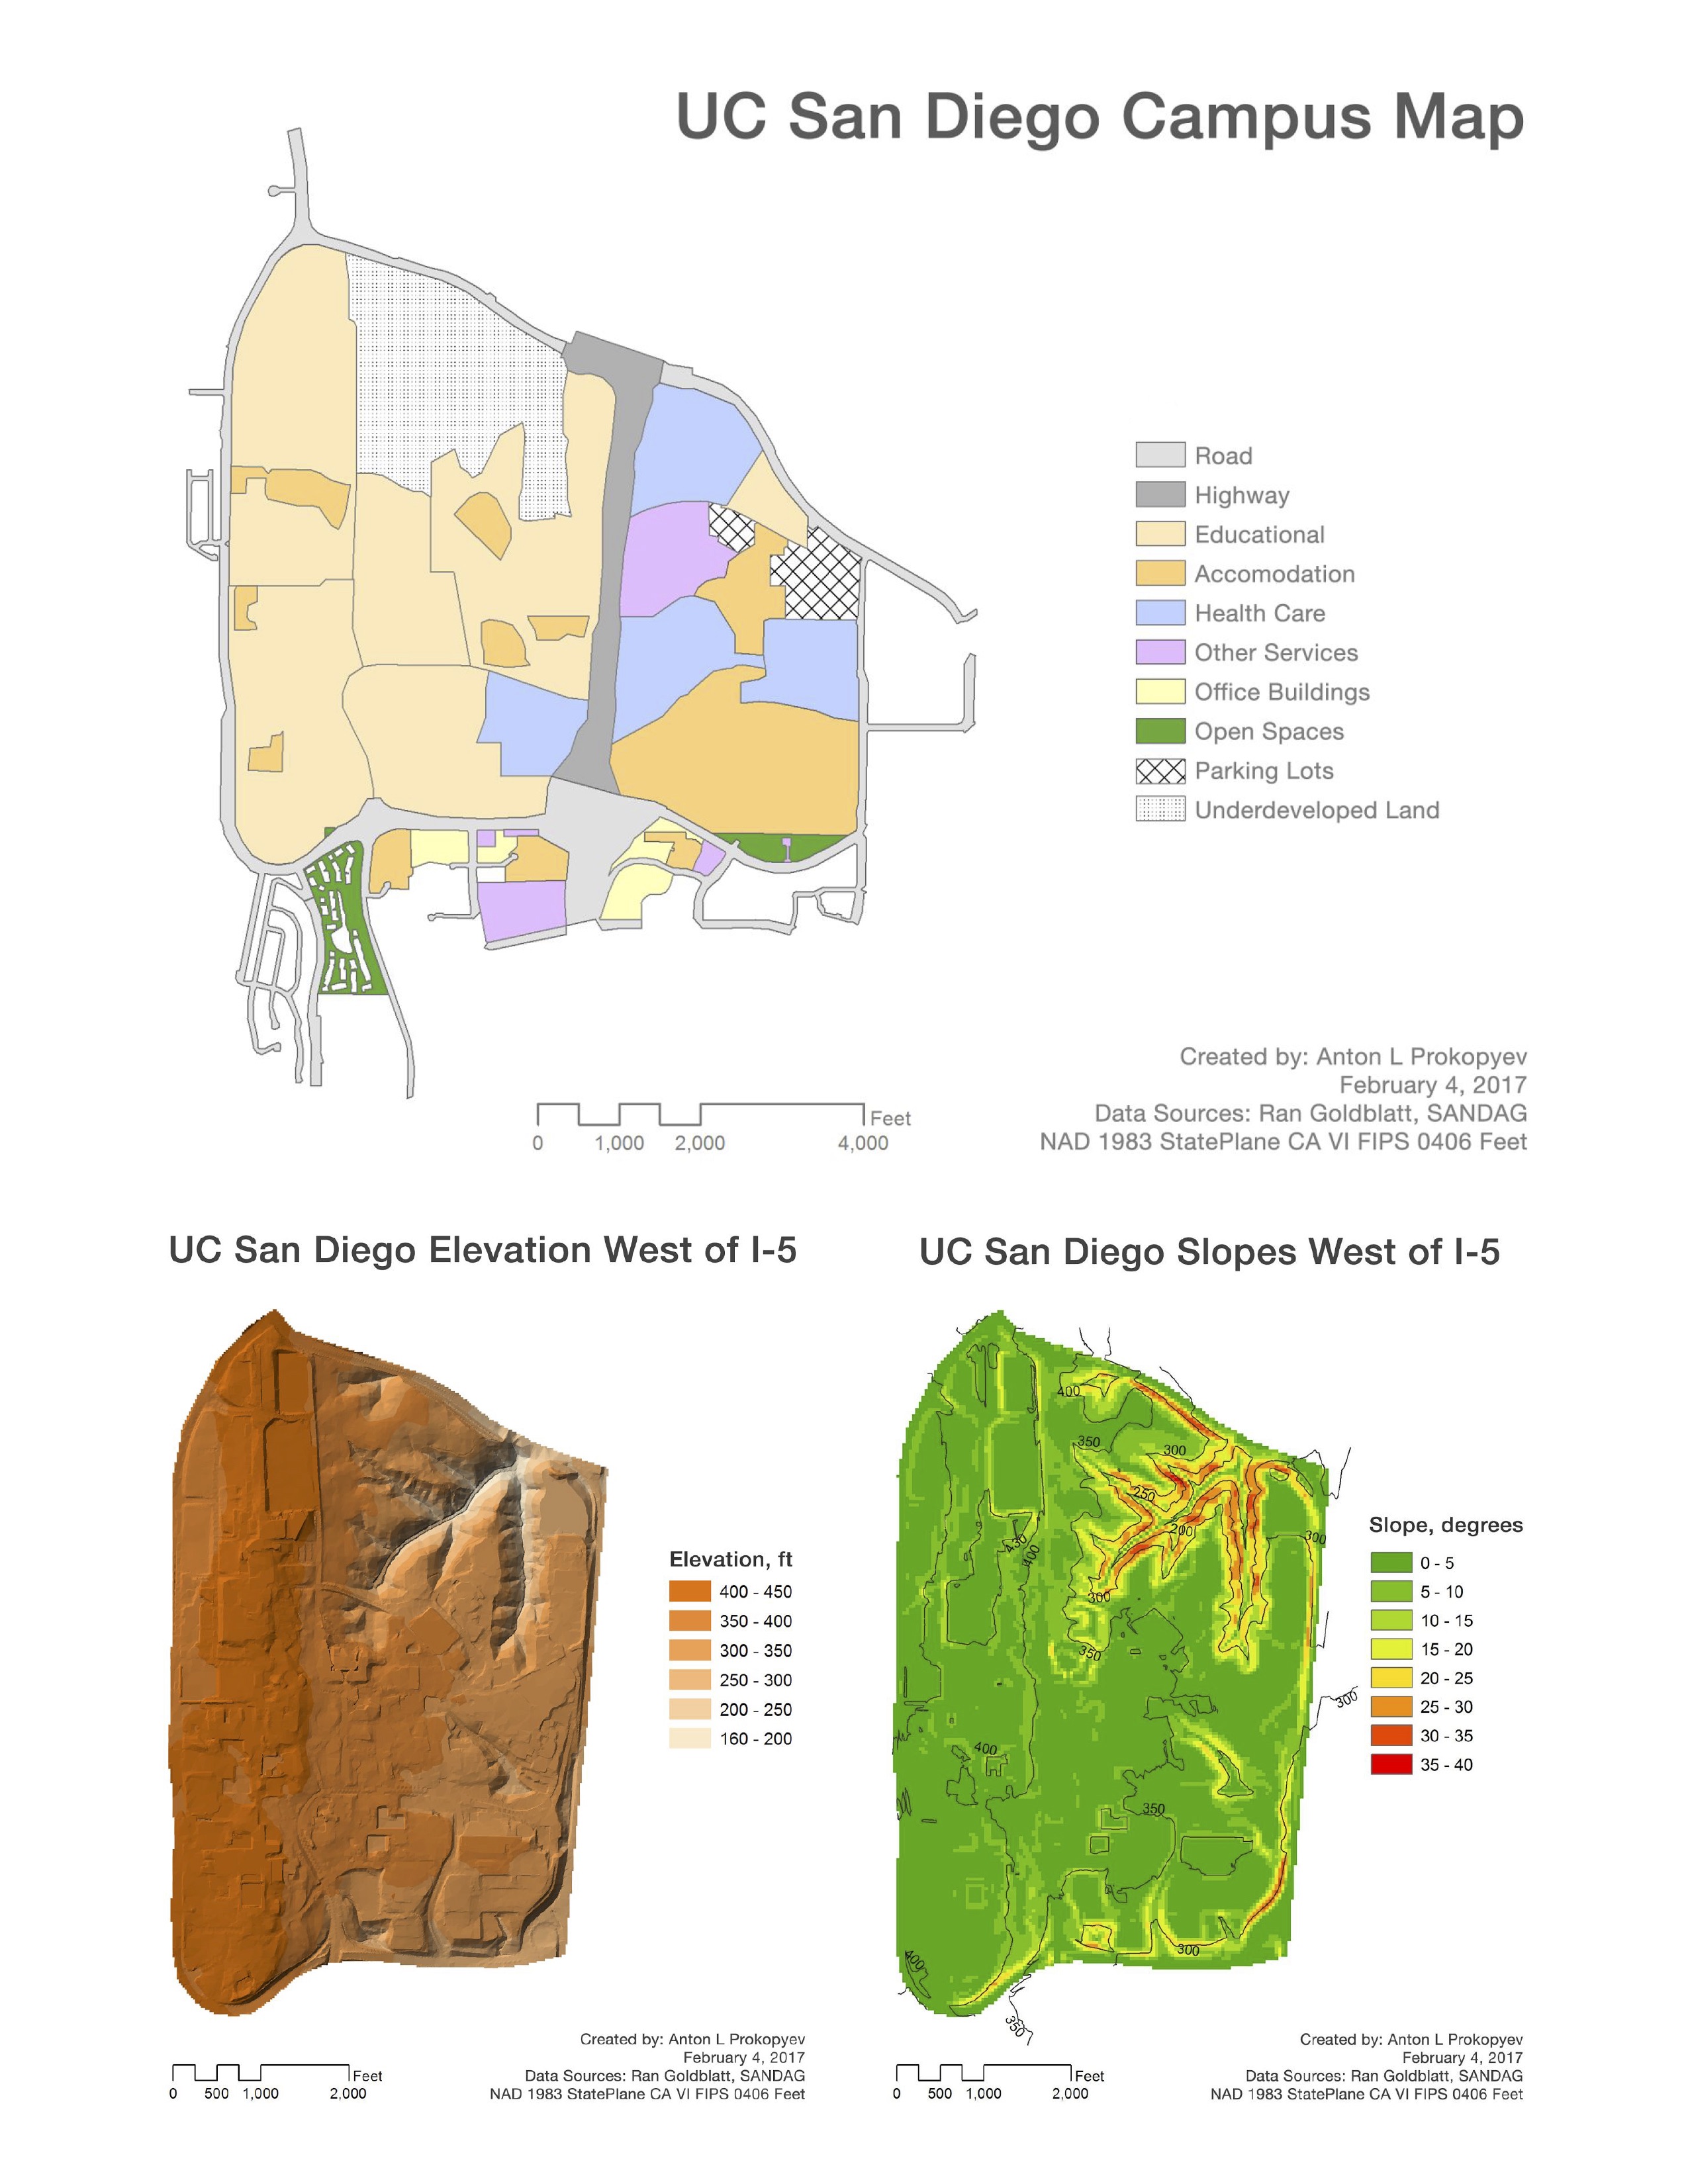 UC San Diego Campus Map
Road
Highway
Educational
Accomodation
Health Care
Other Services
Office Buildings
Open Spaces
Parking Lots
Underdeveloped Land
Created by: Anton L Prokopyev
February 4, 2017
Data Sources: Ran Goldblatt, SANDAG
NAD 1983 StatePlane CA VI FIPS 0406 Feet
Feet
0 1,000 2,000 4,000
UC San Diego Elevation West of I-5
Elevation, ft
400 - 450
350 - 400
300 - 350
250 - 300
200 - 250
160 - 200
Created by: Anton L Prokopyev
February 4, 2017
Data Sources: Ran Goldblatt, SANDAG
NAD 1983 StatePlane CA VI FIPS 0406 Feet
Feet
0 500 1,000 2,000
UC San Diego Slopes West of I-5
400
350
300
250
200
430
400
300
300
350
300
400
350
300
400
350
Slope, degrees
0 - 5
5 - 10
10 - 15
15 - 20
20 - 25
25 - 30
30 - 35
35 - 40
Created by: Anton L Prokopyev
February 4, 2017
Data Sources: Ran Goldblatt, SANDAG
NAD 1983 StatePlane CA VI FIPS 0406 Feet
Feet
0 500 1,000 2,000